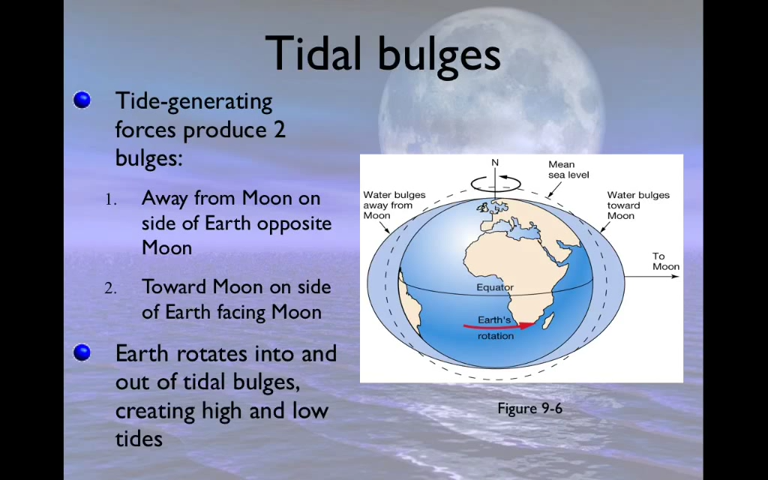 Tidal bulges
Tide-generating
forces produce 2
bulges:
1. Away from Moon on
side of Earth opposite
Moon
2. Toward Moon on side
of Earth facing Moon
Earth rotates into and
out of tidal bulges,
creating high and low
tides
N
Mean
sea level
Water bulges
away from
Moon
Water bulges
toward
Moon
To
Moon
Equator
Earth's
rotation
Figure 9-6